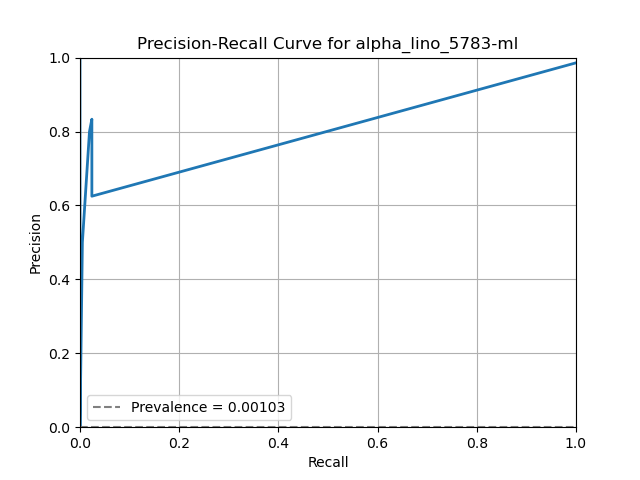 Precision-Recall Curve for alpha_lino_5783-ml
1.0
0.8
0.6
0.4
0.2
0.0
Precision
Prevalence = 0.00103
0.0 0.2 0.4 0.6 0.8 1.0
Recall